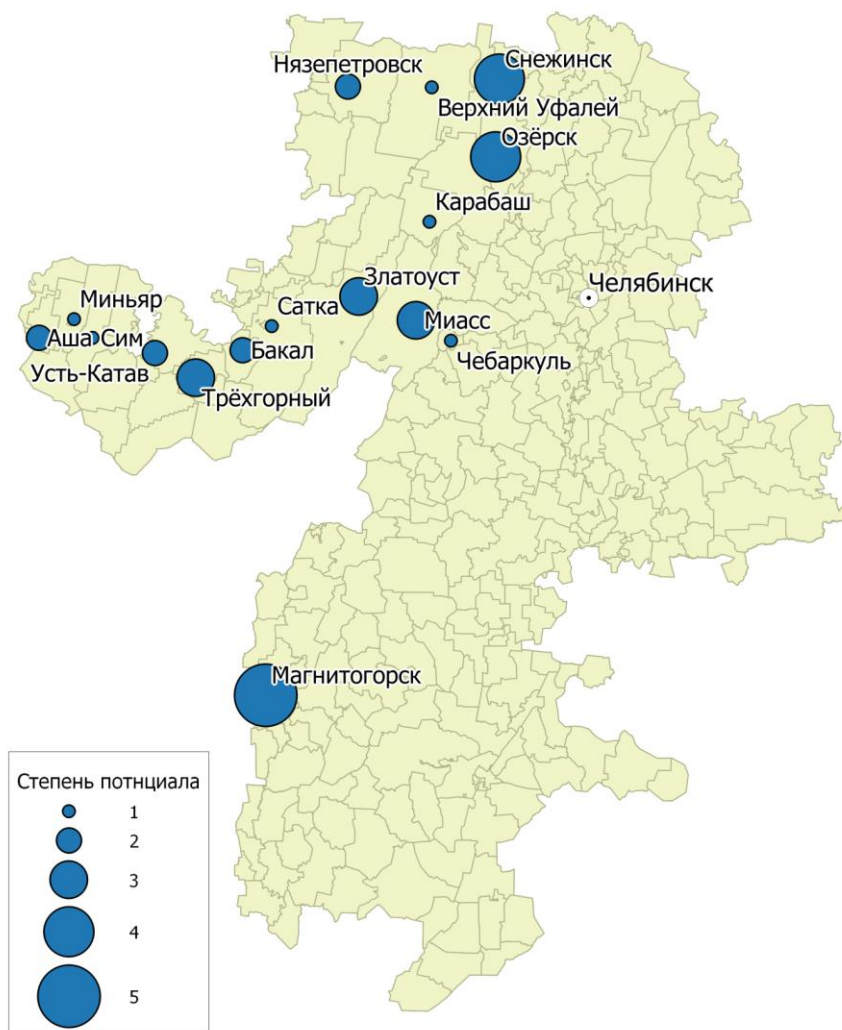 Нязепетровск
Снежинск
Верхний Уфалей
Озёрск
Карабаш
Златоуст
Челябинск
Миньяр
Сатка
Миасс
Аша Сим
Бакал
Чебаркуль
Усть-Катав
Трёхгорный
Магнитогорск
Степень потнциала
1
2
3
4
5